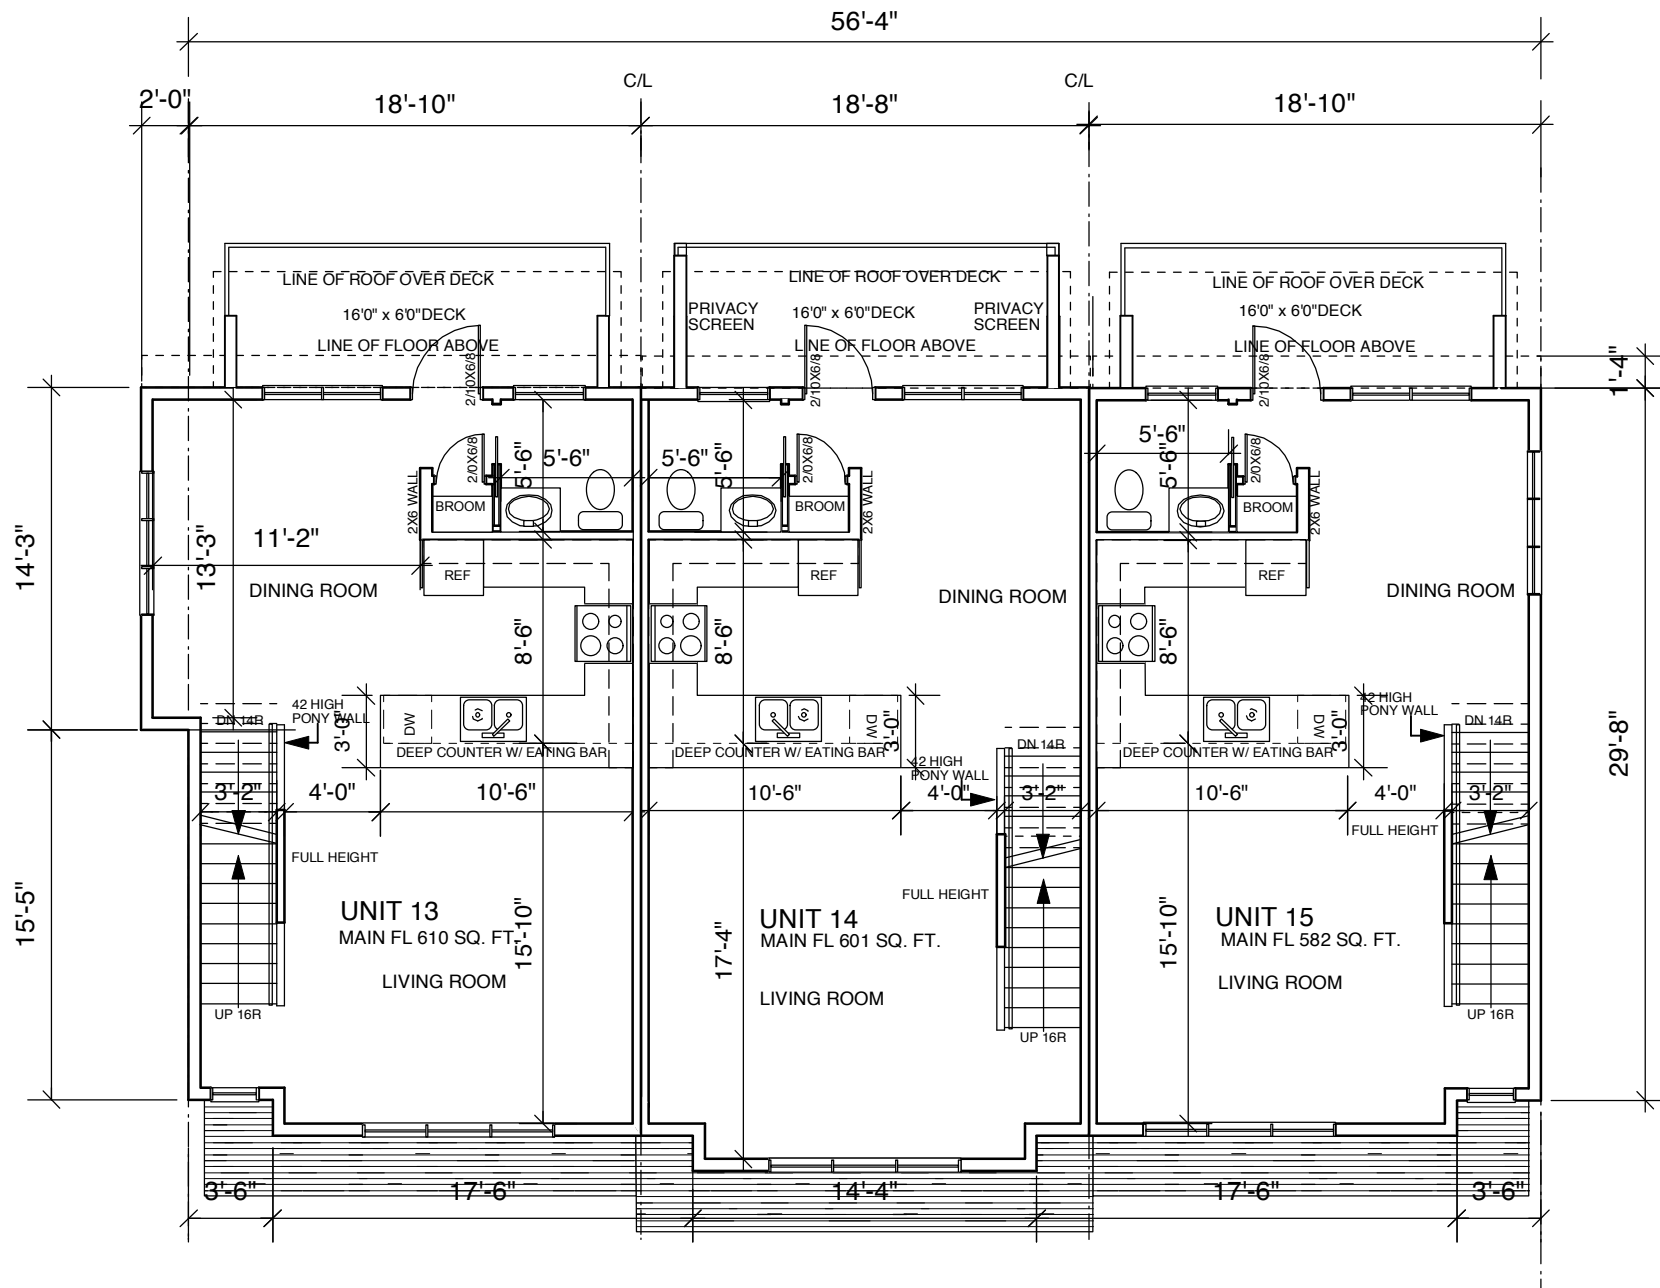 56'-4"
C/L
C/L
2'-0"
18'-10"
18'-8"
18'-10"
LINE OF ROOF OVER DECK
16'0" x 6'0"DECK
LINE OF FLOOR ABOVE
LINE OF ROOF OVER DECK
PRIVACY
SCREEN
16'0" x 6'0"DECK
PRIVACY
SCREEN
LINE OF FLOOR ABOVE
LINE OF ROOF OVER DECK
16'0" x 6'0"DECK
LINE OF FLOOR ABOVE
1'-4"
2/10X6/8
2/10X6/8
2/10X6/8
2/0X6/8
5'-6"
5'-6"
5'-6"
5'-6"
2/0X6/8
5'-6"
5'-6"
2/0X6/8
2X6 WALL
BROOM
BROOM
2X6 WALL
BROOM
2X6 WALL
14'-3"
13'-3"
11'-2"
DINING ROOM
REF
REF
DINING ROOM
REF
DINING ROOM
8'-6"
8'-6"
8'-6"
DN 14R
42 HIGH
PONY WALL
3'-0"
DW
DEEP COUNTER W/ EATING BAR
DEEP COUNTER W/ EATING BAR
DW
3'-0"
42 HIGH
PONY WALL
DN 14R
DEEP COUNTER W/ EATING BAR
DW
3'-0"
42 HIGH
PONY WALL
DN 14R
29'-8"
3'-2"
4'-0"
10'-6"
10'-6"
4'-0"
3'-2"
10'-6"
4'-0"
3'-2"
FULL HEIGHT
FULL HEIGHT
FULL HEIGHT
15'-5"
UNIT 13
MAIN FL 610 SQ. FT.
LIVING ROOM
15'-10"
UP 16R
17'-4"
UNIT 14
MAIN FL 601 SQ. FT.
LIVING ROOM
UP 16R
15'-10"
UNIT 15
MAIN FL 582 SQ. FT.
LIVING ROOM
UP 16R
3'-6"
17'-6"
14'-4"
17'-6"
3'-6"